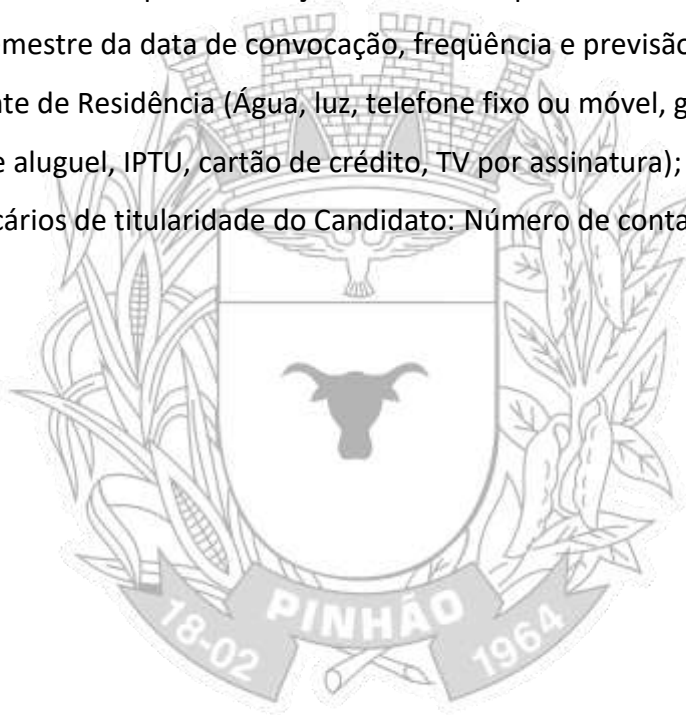 mestre da data de convocação, freqüência e previsão
te de Residência (Água, luz, telefone fixo ou móvel, g
aluguel, IPTU, cartão de crédito, TV por assinatura);
cários de titularidade do Candidato: Número de conta
PINHÃO
18-02
1964